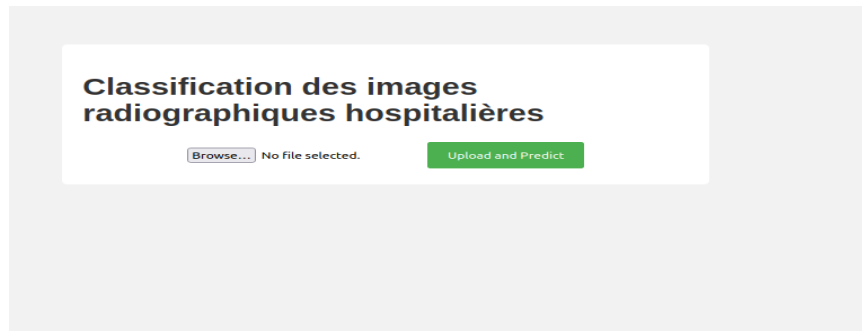 Classification des images
radiographiques hospitalières
Browse... No file selected. Upload and Predict